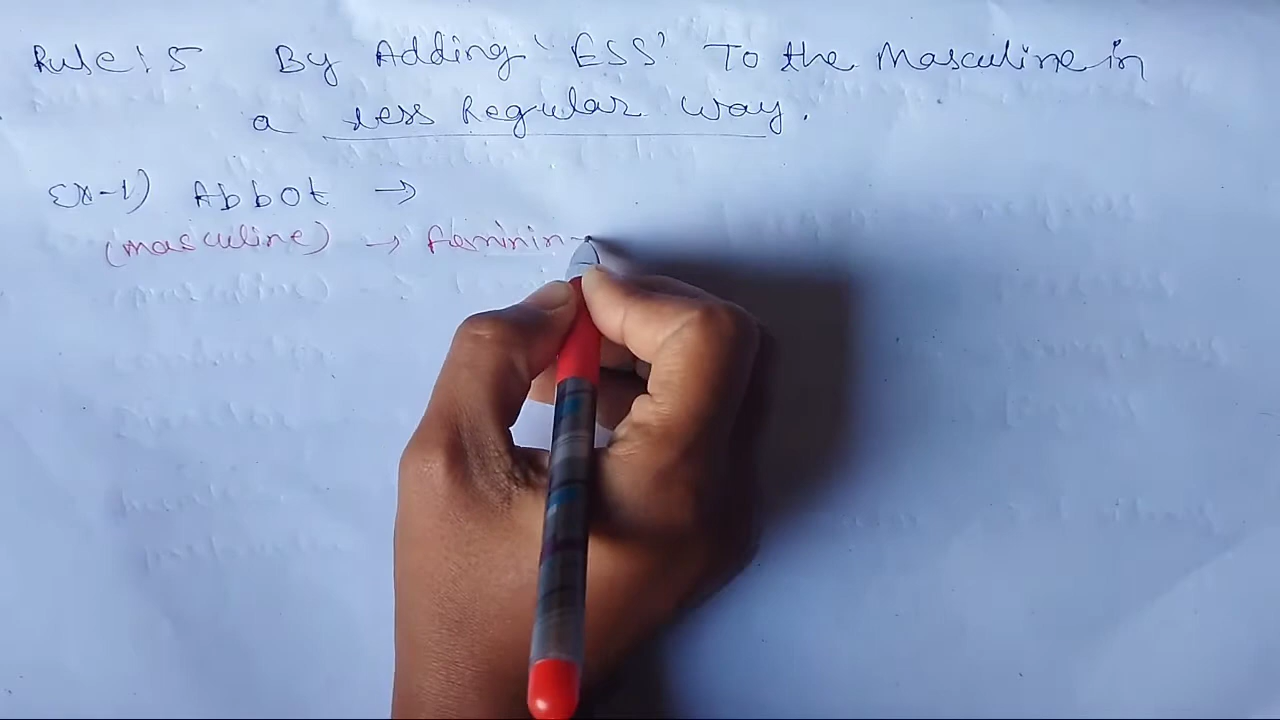 Rule: 5 By Adding 'ESS' To the Masculine in
a less Regular way.
Ex-1) Abbot →
(masculine) → feminin